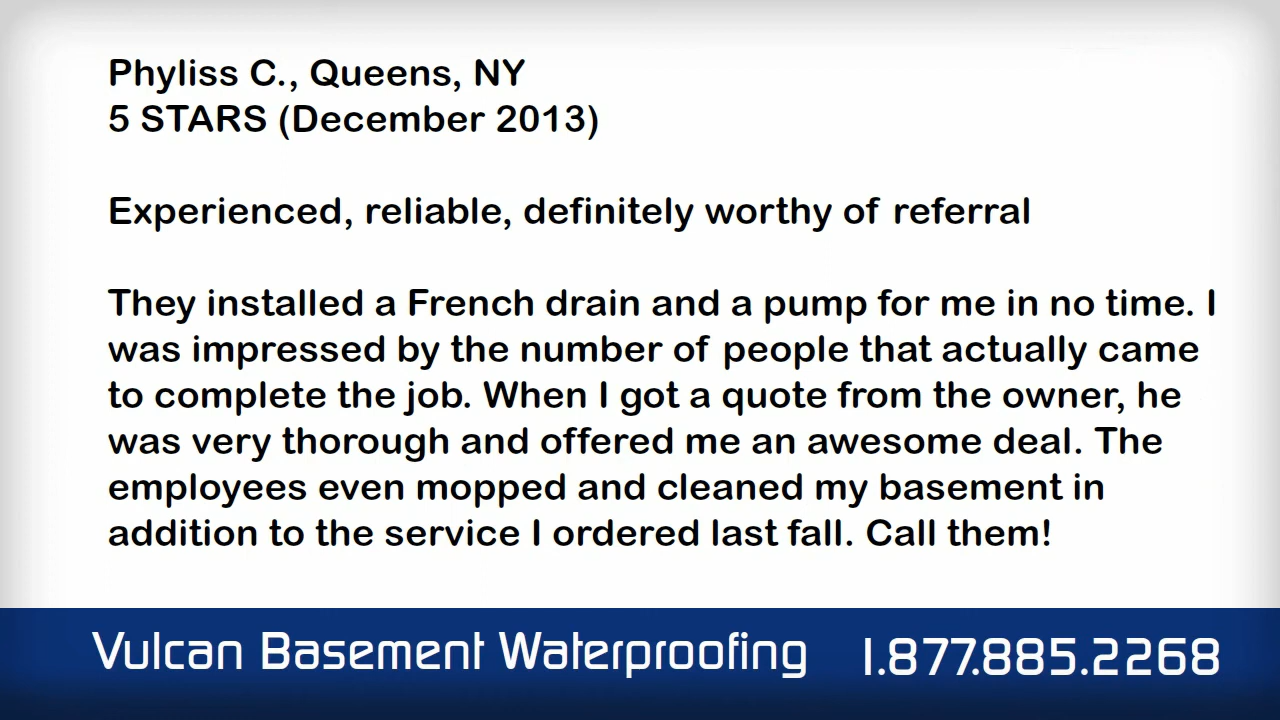 Phyliss C., Queens, NY
5 STARS (December 2013)
Experienced, reliable, definitely worthy of referral
They installed a French drain and a pump for me in no time. I
was impressed by the number of people that actually came
to complete the job. When I got a quote from the owner, he
was very thorough and offered me an awesome deal. The
employees even mopped and cleaned my basement in
addition to the service I ordered last fall. Call them!
Vulcan Basement Waterproofing 1.877.885.2268